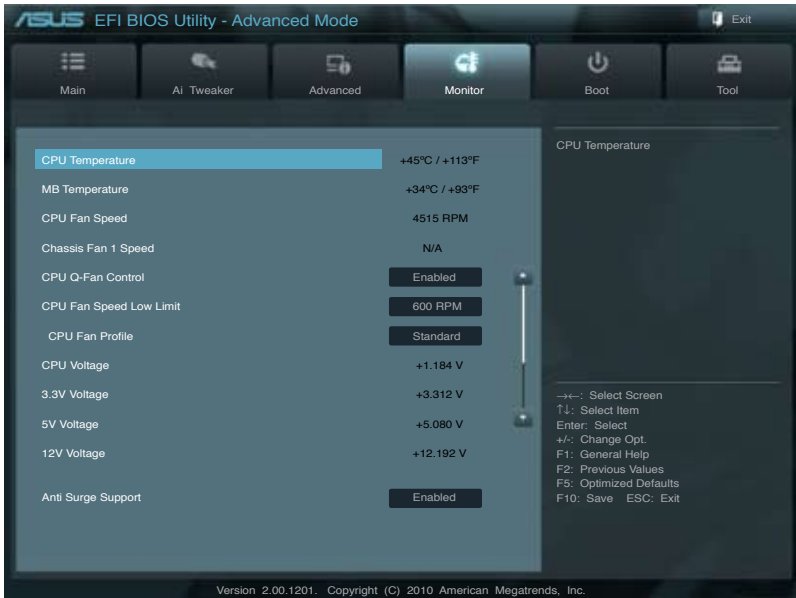 ASUS EFI BIOS Utility - Advanced Mode
Exit
Main Ai Tweaker Advanced Monitor Boot Tool
CPU Temperature +45ºC / +113ºF
MB Temperature +34ºC / +93ºF
CPU Fan Speed 4515 RPM
Chassis Fan 1 Speed N/A
CPU Q-Fan Control Enabled
CPU Fan Speed Low Limit 600 RPM
CPU Fan Profile Standard
CPU Voltage +1.184 V
3.3V Voltage +3.312 V
5V Voltage +5.080 V
12V Voltage +12.192 V
Anti Surge Support Enabled
CPU Temperature
→←: Select Screen
↑↓: Select Item
Enter: Select
+/-: Change Opt.
F1: General Help
F2: Previous Values
F5: Optimized Defaults
F10: Save ESC: Exit
Version 2.00.1201. Copyright (C) 2010 American Megatrends, Inc.